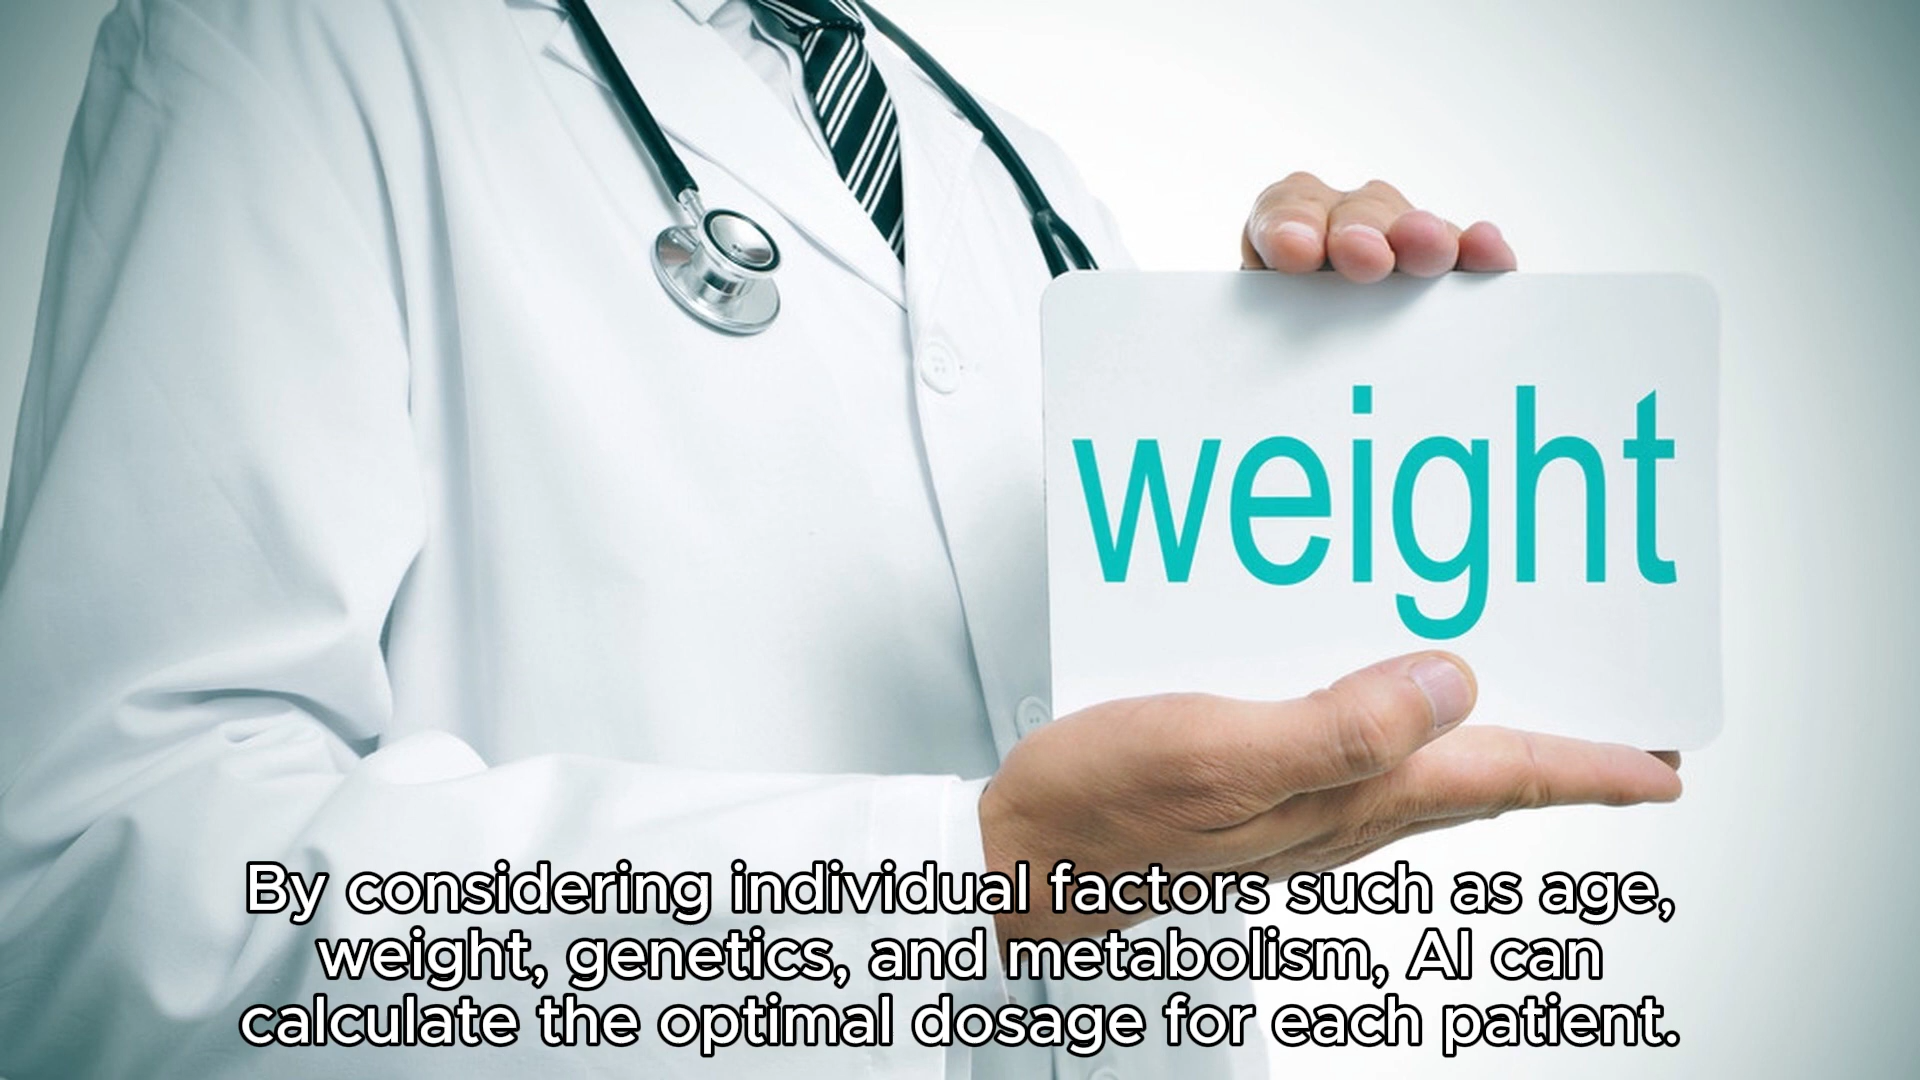 weight
By considering individual factors such as age,
weight, genetics, and metabolism, AI can
calculate the optimal dosage for each patient.